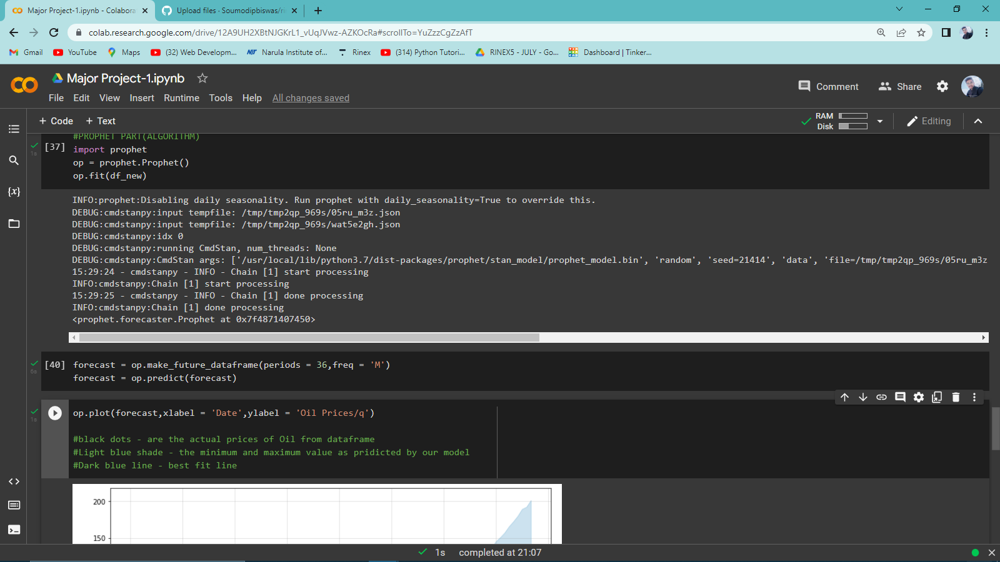 Major Project-1.ipynb - Colabora
Upload files · Soumodipbiswas/ri
colab.research.google.com/drive/12A9UH2XBtNJGKrL1_vUqJVwz-AZKOcRa#scrollTo=YuZzzCgZzAfT
Gmail
YouTube
Maps
(32) Web Developm...
NIT
Narula Institute of...
Rinex
(314) Python Tutori...
RINEX5 - JULY - Go...
Dashboard | Tinker...
Major Project-1.ipynb
Comment
Share
File Edit View Insert Runtime Tools Help All changes saved
+ Code + Text
RAM
Disk
Editing
#PROPHET PART(ALGORITHM)
[37] import prophet
1s
op = prophet.Prophet()
op.fit(df_new)
{x}
INFO:prophet:Disabling daily seasonality. Run prophet with daily_seasonality=True to override this.
DEBUG:cmdstanpy:input tempfile: /tmp/tmp2qp_969s/05ru_m3z.json
DEBUG:cmdstanpy:input tempfile: /tmp/tmp2qp_969s/wat5e2gh.json
DEBUG:cmdstanpy:idx 0
DEBUG:cmdstanpy:running CmdStan, num_threads: None
DEBUG:cmdstanpy:CmdStan args: ['/usr/local/lib/python3.7/dist-packages/prophet/stan_model/prophet_model.bin', 'random', 'seed=21414', 'data', 'file=/tmp/tmp2qp_969s/05ru_m3z
15:29:24 - cmdstanpy - INFO - Chain [1] start processing
INFO:cmdstanpy:Chain [1] start processing
15:29:25 - cmdstanpy - INFO - Chain [1] done processing
INFO:cmdstanpy:Chain [1] done processing
<prophet.forecaster.Prophet at 0x7f4871407450>
[40] forecast = op.make_future_dataframe(periods = 36,freq = 'M')
6s
forecast = op.predict(forecast)
op.plot(forecast,xlabel = 'Date',ylabel = 'Oil Prices/q')
1s
#black dots - are the actual prices of Oil from dataframe
#Light blue shade - the minimum and maximum value as pridicted by our model
#Dark blue line - best fit line
200
150
1s completed at 21:07